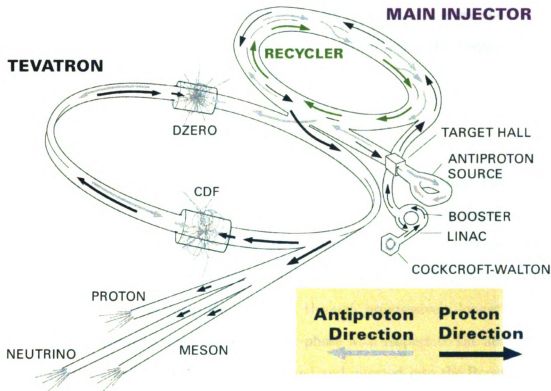 MAIN INJECTOR
RECYCLER
TEVATRON
DZERO
TARGET HALL
ANTIPROTON
SOURCE
CDF
BOOSTER
LINAC
COCKCROFT-WALTON
PROTON
NEUTRINO
MESON
Antiproton
Direction
Proton
Direction